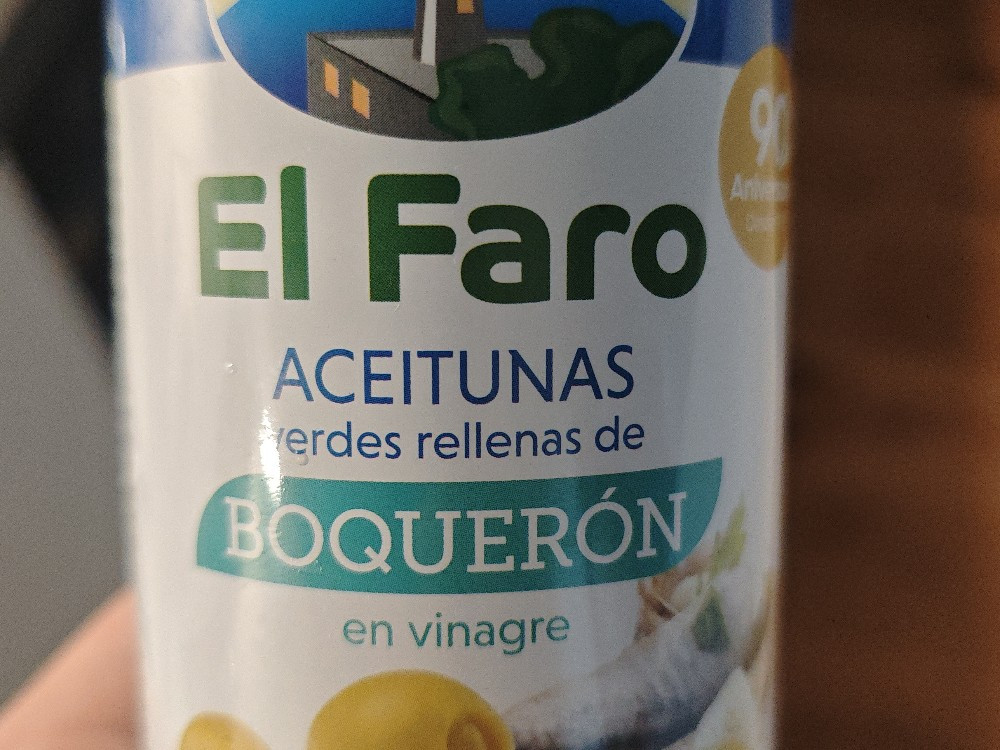 El Faro
ACEITUNAS
verdes rellenas de
BOQUERÓN
en vinagre